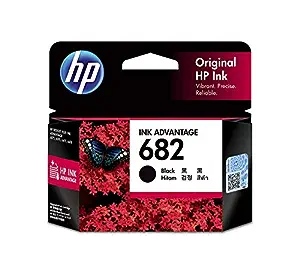 hp
Original
HP Ink
Vibrant. Precise.
Reliable.
INK ADVANTAGE
682
Black 黑 黑
Hitam 검정 สีดำ
HP INK
ADVANTAGE